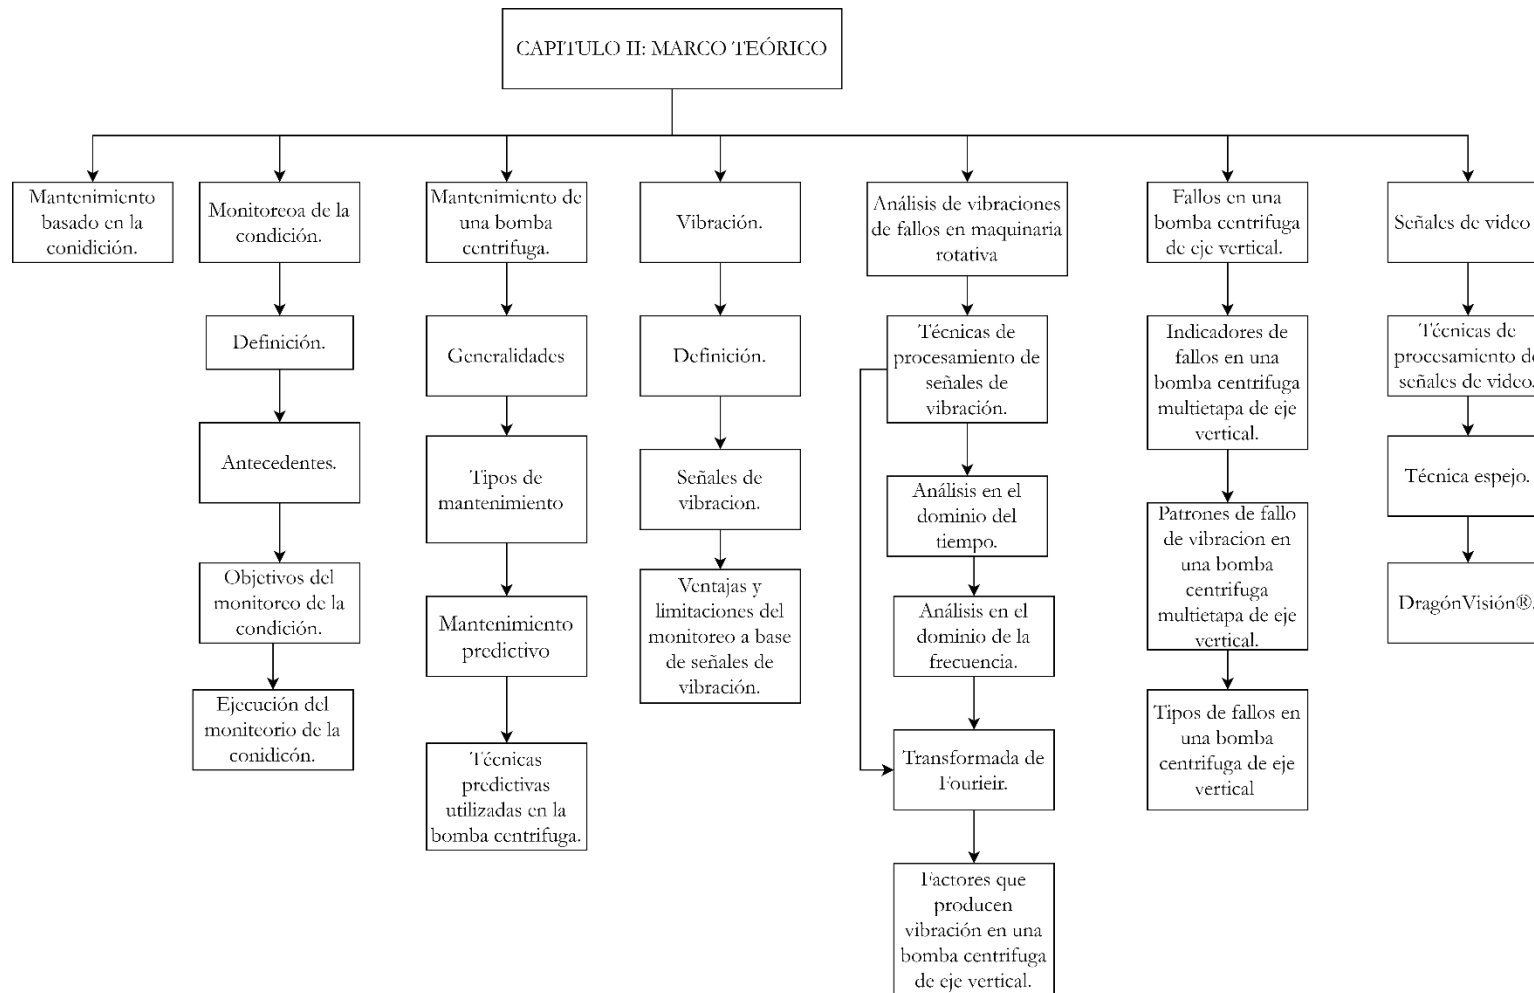 CAPITULO II: MARCO TEÓRICO
Mantenimiento
basado en la
conidición.
Monitoreoa de la
condición.
Definición.
Antecedentes.
Objetivos del
monitoreo de la
condición.
Ejecución del
moniteorio de la
conidicón.
Mantenimiento de
una bomba
centrifuga.
Generalidades
Tipos de
mantenimiento
Mantenimiento
predictivo
Técnicas
predictivas
utilizadas en la
bomba centrifuga.
Vibración.
Definición.
Señales de
vibracion.
Ventajas y
limitaciones del
monitoreo a base
de señales de
vibración.
Análisis de vibraciones
de fallos en maquinaria
rotativa
Técnicas de
procesamiento de
señales de
vibración.
Análisis en el
dominio del
tiempo.
Análisis en el
dominio de la
frecuencia.
Transformada de
Fourieir.
Factores que
producen
vibración en una
bomba centrifuga
de eje vertical.
Fallos en una
bomba centrifuga
de eje vertical.
Indicadores de
fallos en una
bomba centrifuga
multietapa de eje
vertical.
Patrones de fallo
de vibracion en
una bomba
centrifuga
multietapa de eje
vertical.
Tipos de fallos en
una bomba
centrifuga de eje
vertical
Señales de video
Técnicas de
procesamiento de
señales de video.
Técnica espejo.
DragónVisión®.